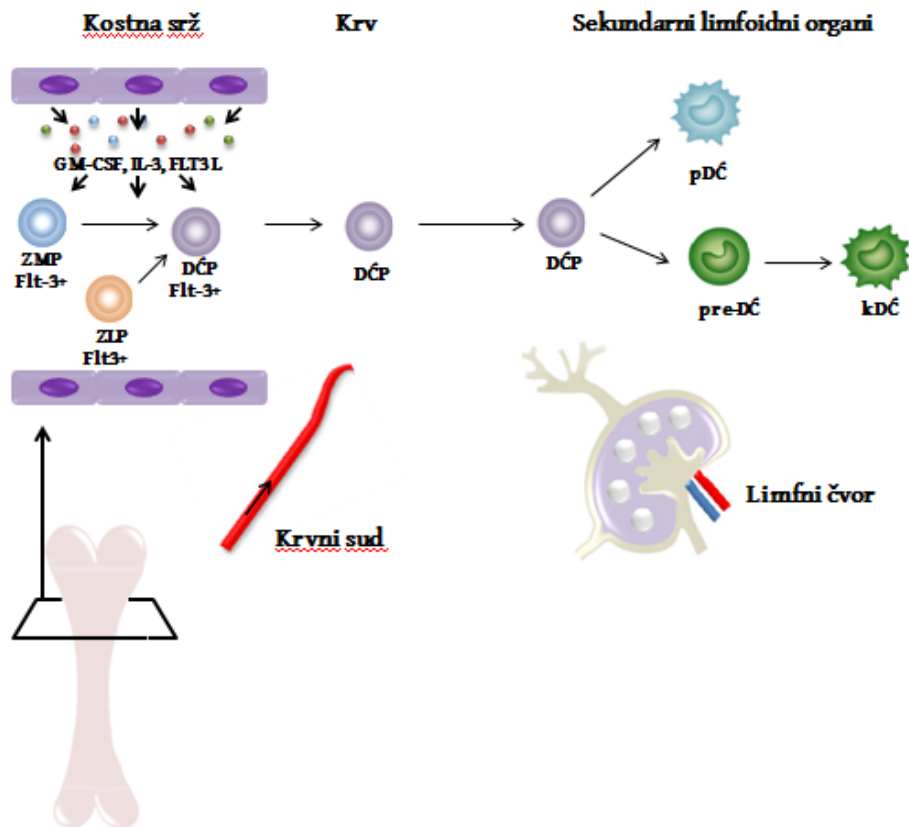 Kostna srž
Krv
Sekundarni limfoidni organi
GM-CSF, IL-3, FLT3L
ZMP
Flt-3+
DĆP
Flt-3+
ZLP
Flt3+
DĆP
DĆP
pDĆ
pre-DĆ
kDĆ
Krvni sud
Limfni čvor